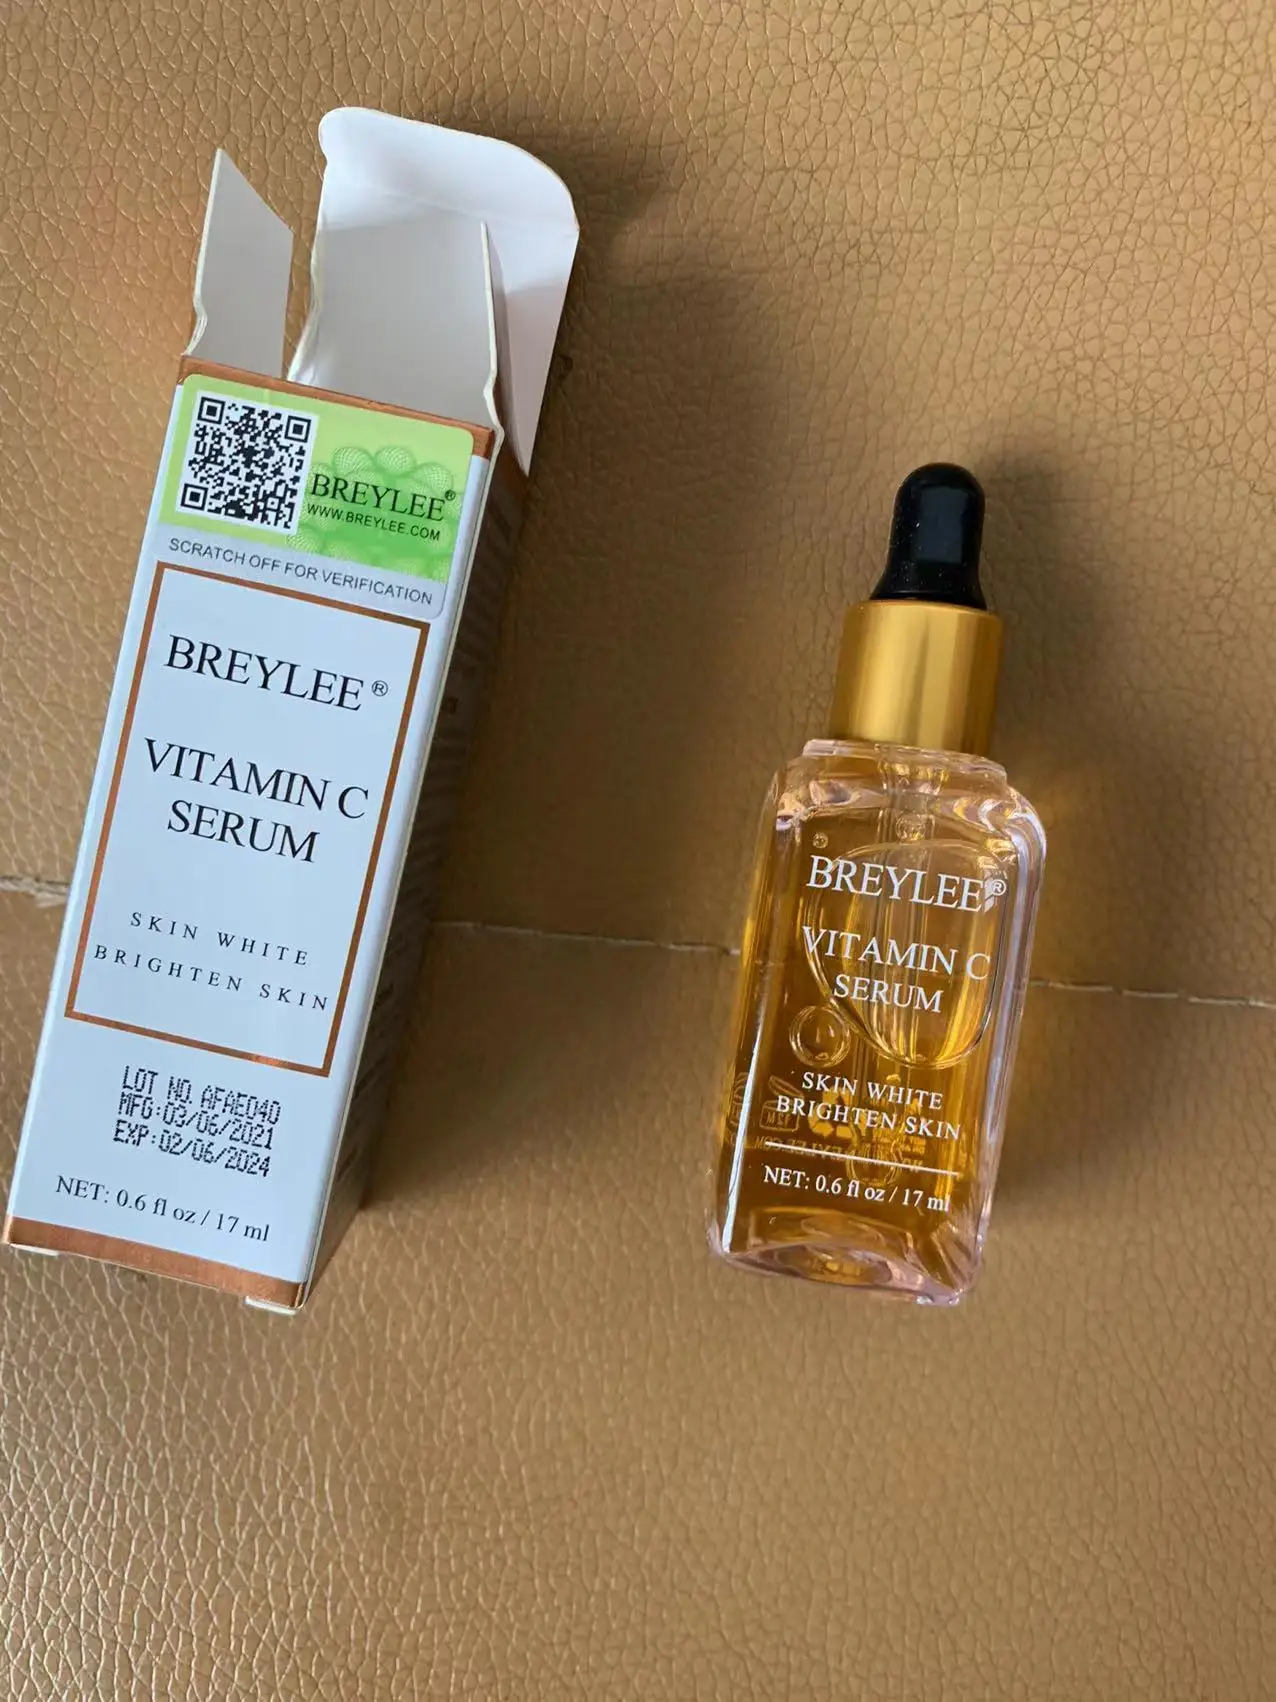 BREYLEE®
WWW.BREYLEE.COM
SCRATCH OFF FOR VERIFICATION
BREYLEE®
VITAMIN C
SERUM
SKIN WHITE
BRIGHTEN SKIN
LOT NO. AFAE040
MFG:03/06/2021
EXP:02/06/2024
NET: 0.6 fl oz / 17 ml
BREYLEE®
VITAMIN C
SERUM
SKIN WHITE
BRIGHTEN SKIN
NET: 0.6 fl oz / 17 ml